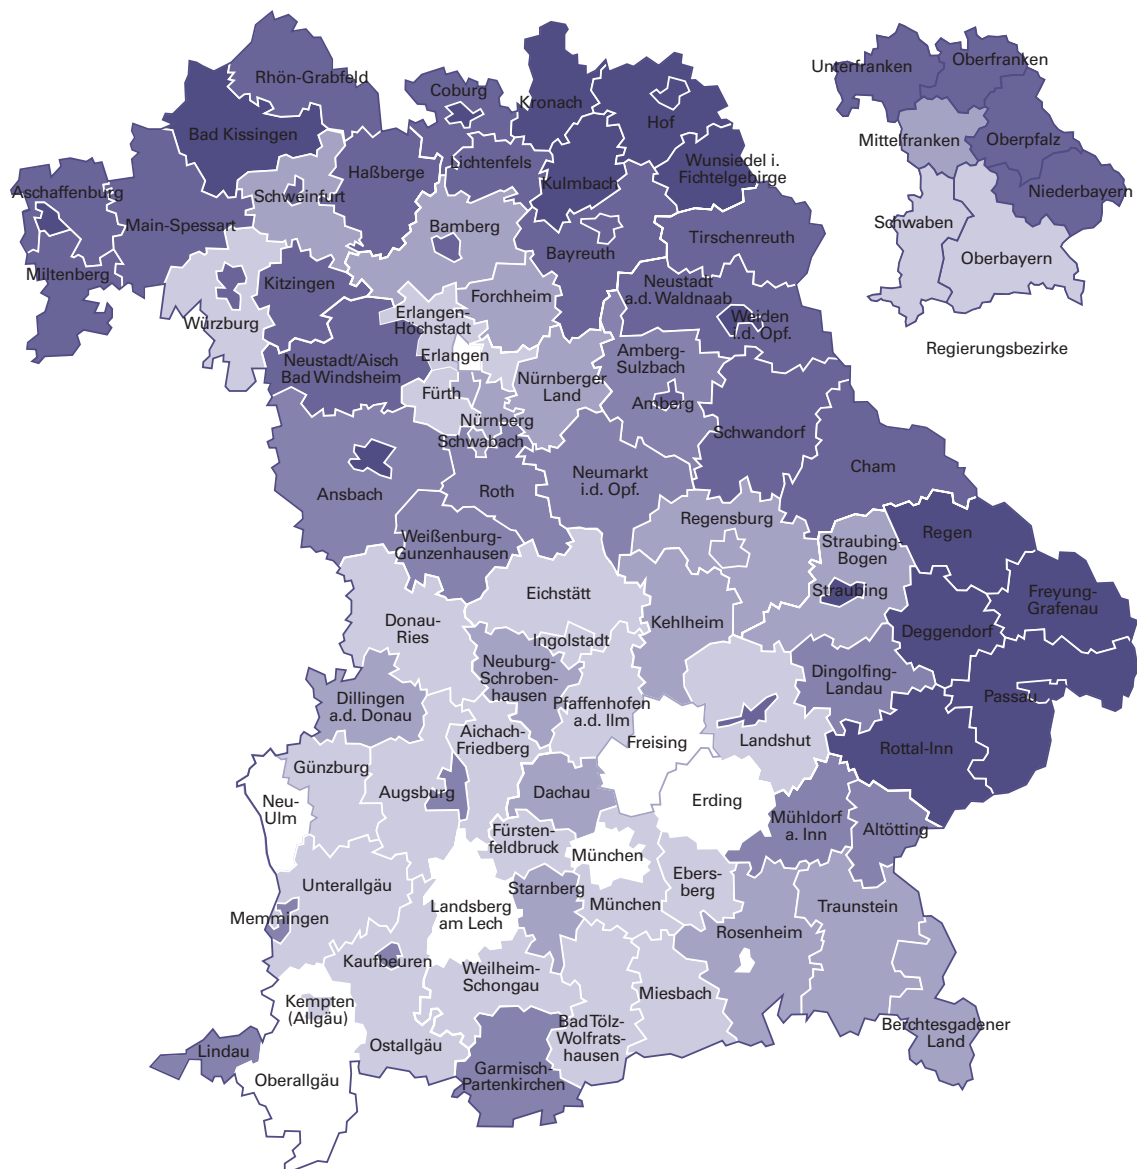 Rhön-Grabfeld
Coburg
Kronach
Hof
Bad Kissingen
Lichtenfels
Kulmbach
Wunsiedel i.
Fichtelgebirge
Haßberge
Schweinfurt
Aschaffenburg
Main-Spessart
Bamberg
Bayreuth
Tirschenreuth
Miltenberg
Kitzingen
Forchheim
Neustadt
a.d. Waldnaab
Würzburg
Erlangen-
Höchstadt
Weiden
i.d. Opf.
Neustadt/Aisch
Bad Windsheim
Erlangen
Amberg-
Sulzbach
Nürnberger
Land
Fürth
Amberg
Nürnberg
Schwabach
Schwandorf
Ansbach
Roth
Neumarkt
i.d. Opf.
Cham
Regensburg
Weißenburg-
Gunzenhausen
Straubing-
Bogen
Regen
Eichstätt
Straubing
Freyung-
Grafenau
Donau-
Ries
Kehlheim
Deggendorf
Ingolstadt
Neuburg-
Schroben-
hausen
Dingolfing-
Landau
Dillingen
a.d. Donau
Pfaffenhofen
a.d. Ilm
Passau
Aichach-
Friedberg
Freising
Landshut
Rottal-Inn
Günzburg
Neu-
Ulm
Augsburg
Dachau
Erding
Mühldorf
a. Inn
Altötting
Fürsten-
feldbruck
München
Ebers-
berg
Unterallgäu
Starnberg
Landsberg
am Lech
München
Traunstein
Memmingen
Rosenheim
Kaufbeuren
Weilheim-
Schongau
Miesbach
Kempten
(Allgäu)
Bad Tölz-
Wolfrats-
hausen
Berchtesgadener
Land
Lindau
Ostallgäu
Oberallgäu
Garmisch-
Partenkirchen
Unterfranken
Oberfranken
Mittelfranken
Oberpfalz
Niederbayern
Schwaben
Oberbayern
Regierungsbezirke